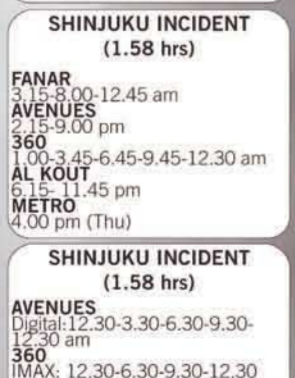 SHINJUKU INCIDENT
(1.58 hrs)
FANAR
3.15-8.00-12.45 am
AVENUES
2.15-9.00 pm
360
1.00-3.45-6.45-9.45-12.30 am
AL KOUT
6.15- 11.45 pm
METRO
4.00 pm (Thu)
SHINJUKU INCIDENT
(1.58 hrs)
AVENUES
Digital:12.30-3.30-6.30-9.30-
12.30 am
360
IMAX: 12.30-6.30-9.30-12.30